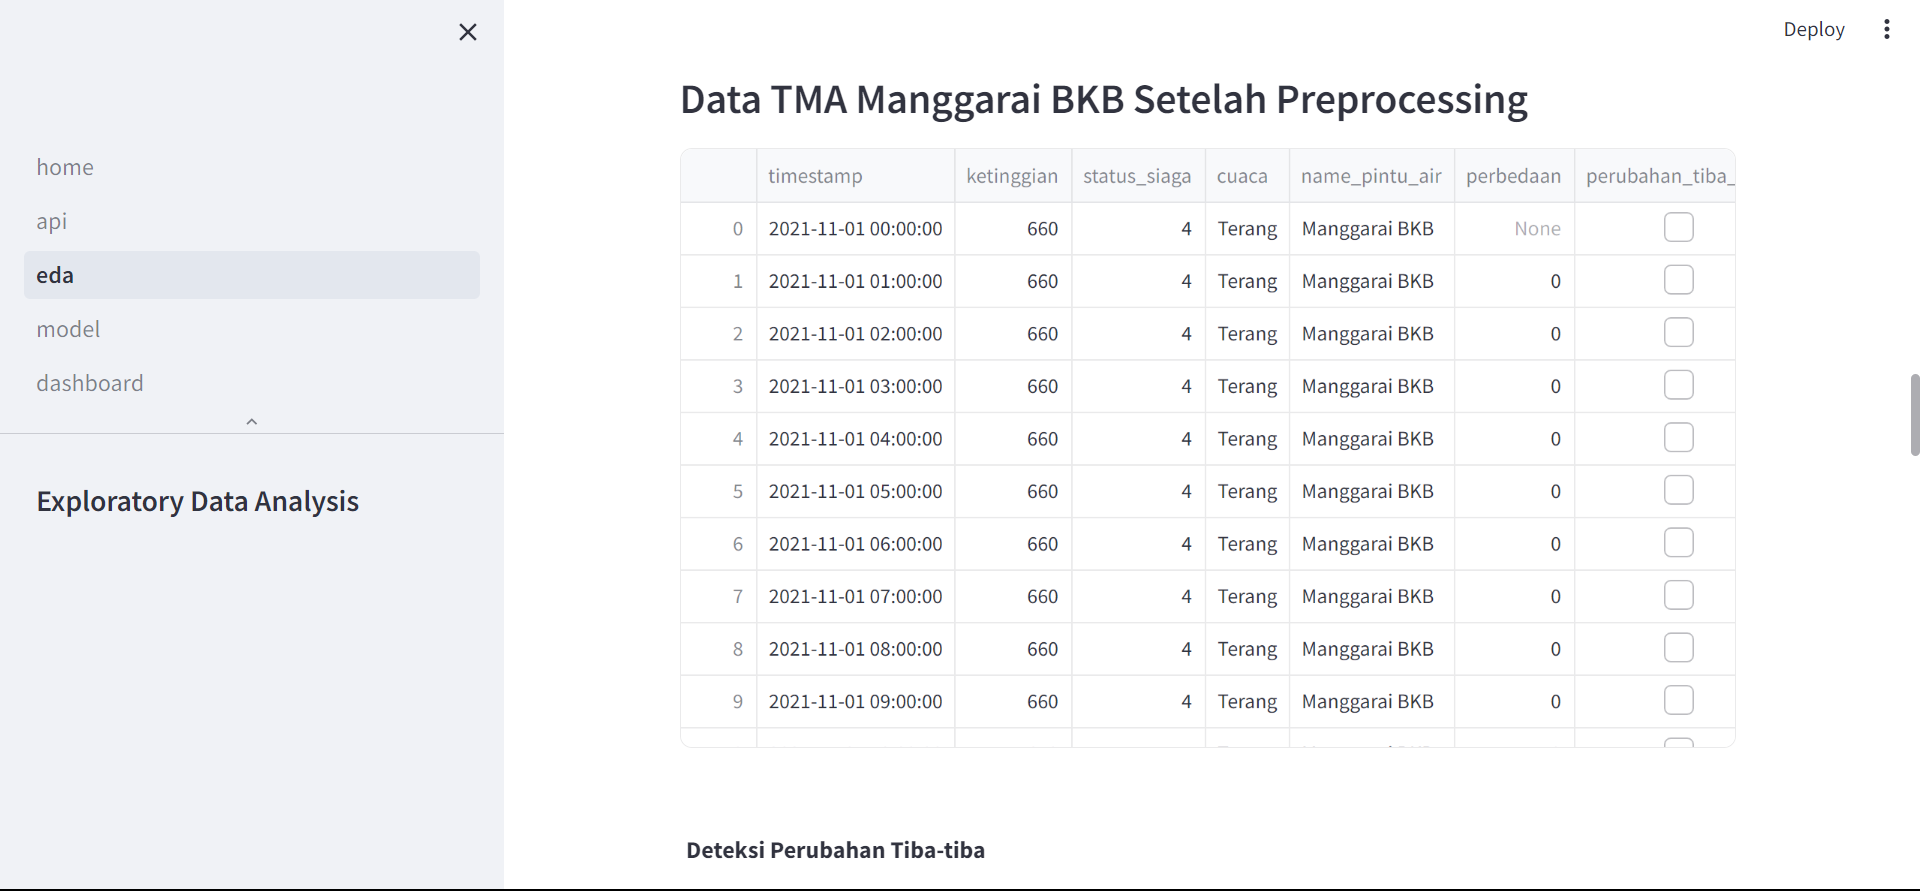 Deploy
home
api
eda
model
dashboard
Exploratory Data Analysis
Data TMA Manggarai BKB Setelah Preprocessing
timestamp ketinggian status_siaga cuaca name_pintu_air perbedaan perubahan_tiba_
0 2021-11-01 00:00:00 660 4 Terang Manggarai BKB None
1 2021-11-01 01:00:00 660 4 Terang Manggarai BKB 0
2 2021-11-01 02:00:00 660 4 Terang Manggarai BKB 0
3 2021-11-01 03:00:00 660 4 Terang Manggarai BKB 0
4 2021-11-01 04:00:00 660 4 Terang Manggarai BKB 0
5 2021-11-01 05:00:00 660 4 Terang Manggarai BKB 0
6 2021-11-01 06:00:00 660 4 Terang Manggarai BKB 0
7 2021-11-01 07:00:00 660 4 Terang Manggarai BKB 0
8 2021-11-01 08:00:00 660 4 Terang Manggarai BKB 0
9 2021-11-01 09:00:00 660 4 Terang Manggarai BKB 0
Deteksi Perubahan Tiba-tiba